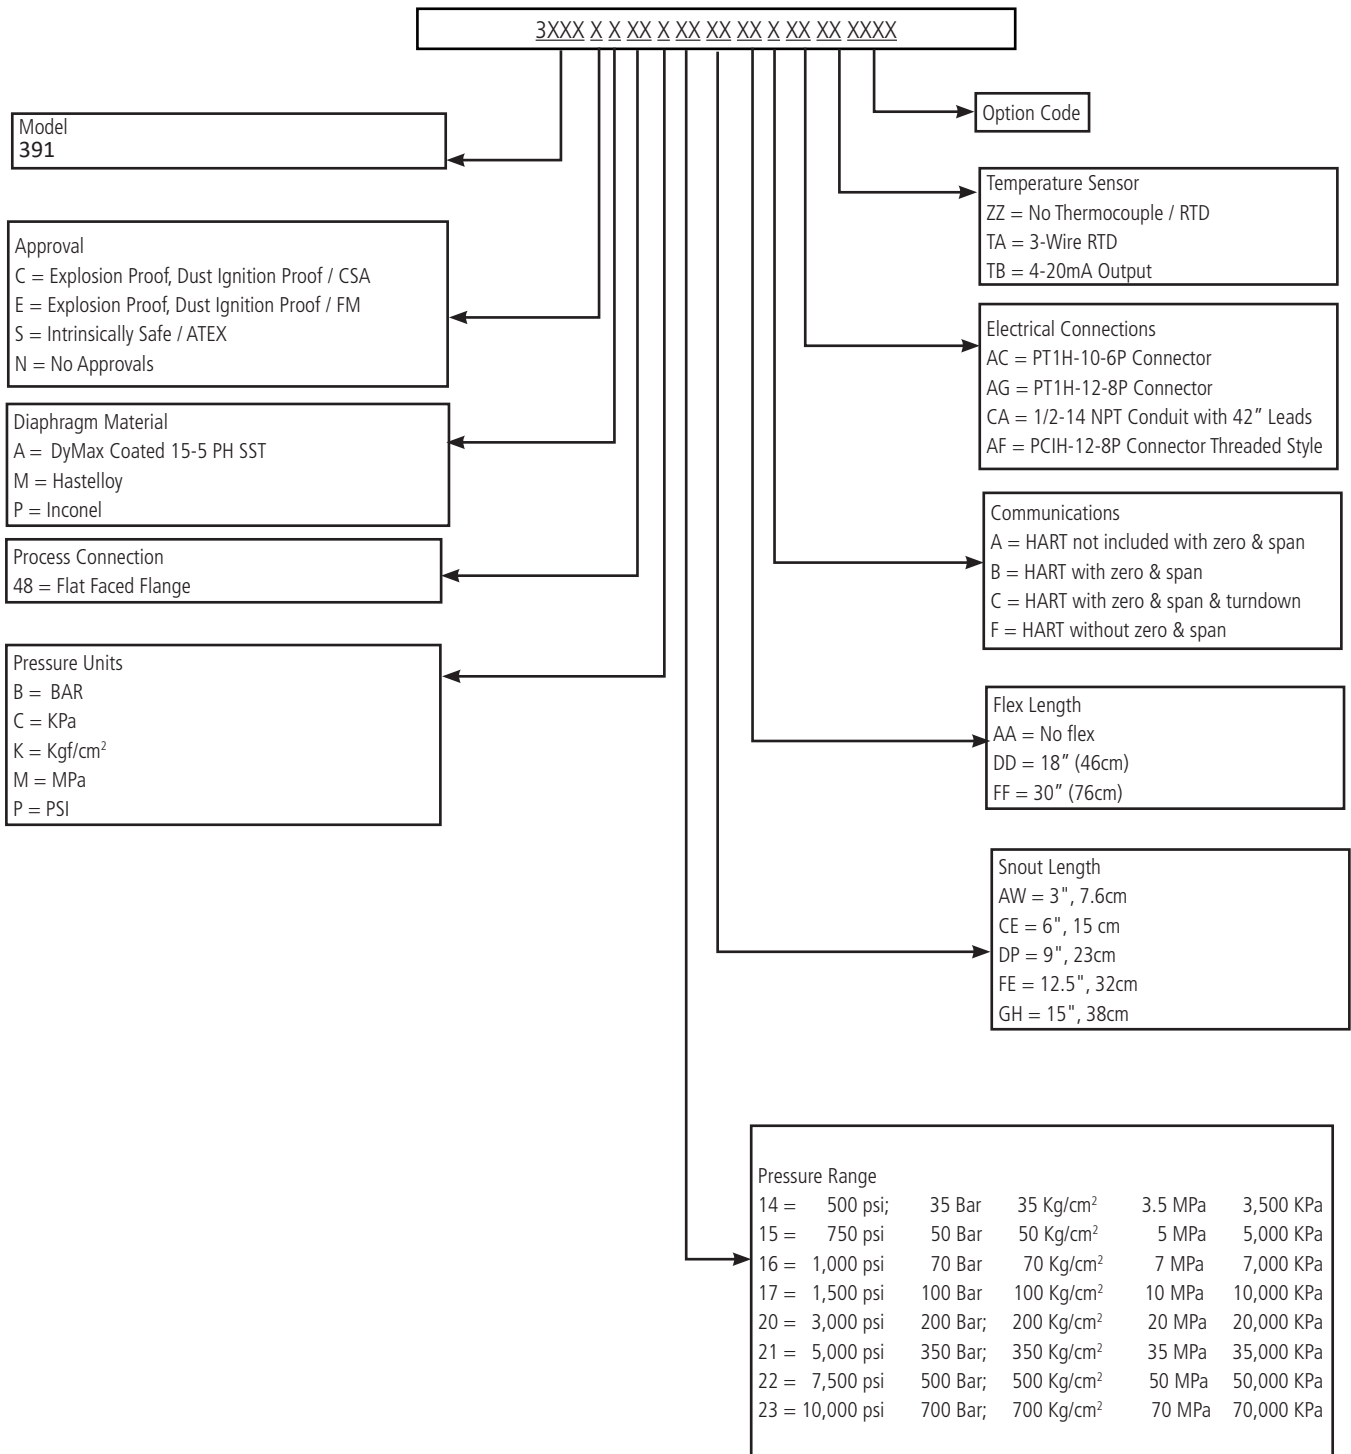 3XXX X X XX X XX XX XX X XX XX XXXX
Model
391
Approval
C = Explosion Proof, Dust Ignition Proof / CSA
E = Explosion Proof, Dust Ignition Proof / FM
S = Intrinsically Safe / ATEX
N = No Approvals
Diaphragm Material
A = DyMax Coated 15-5 PH SST
M = Hastelloy
P = Inconel
Process Connection
48 = Flat Faced Flange
Pressure Units
B = BAR
C = KPa
K = Kgf/cm²
M = MPa
P = PSI
Option Code
Temperature Sensor
ZZ = No Thermocouple / RTD
TA = 3-Wire RTD
TB = 4-20mA Output
Electrical Connections
AC = PT1H-10-6P Connector
AG = PT1H-12-8P Connector
CA = 1/2-14 NPT Conduit with 42” Leads
AF = PCIH-12-8P Connector Threaded Style
Communications
A = HART not included with zero & span
B = HART with zero & span
C = HART with zero & span & turndown
F = HART without zero & span
Flex Length
AA = No flex
DD = 18” (46cm)
FF = 30” (76cm)
Snout Length
AW = 3", 7.6cm
CE = 6", 15 cm
DP = 9", 23cm
FE = 12.5", 32cm
GH = 15", 38cm
Pressure Range
14 = 500 psi; 35 Bar 35 Kg/cm² 3.5 MPa 3,500 KPa
15 = 750 psi 50 Bar 50 Kg/cm² 5 MPa 5,000 KPa
16 = 1,000 psi 70 Bar 70 Kg/cm² 7 MPa 7,000 KPa
17 = 1,500 psi 100 Bar 100 Kg/cm² 10 MPa 10,000 KPa
20 = 3,000 psi 200 Bar; 200 Kg/cm² 20 MPa 20,000 KPa
21 = 5,000 psi 350 Bar; 350 Kg/cm² 35 MPa 35,000 KPa
22 = 7,500 psi 500 Bar; 500 Kg/cm² 50 MPa 50,000 KPa
23 = 10,000 psi 700 Bar; 700 Kg/cm² 70 MPa 70,000 KPa